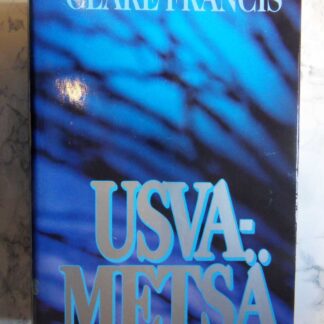 CLARE FRANCIS
USVA-
METSÄ